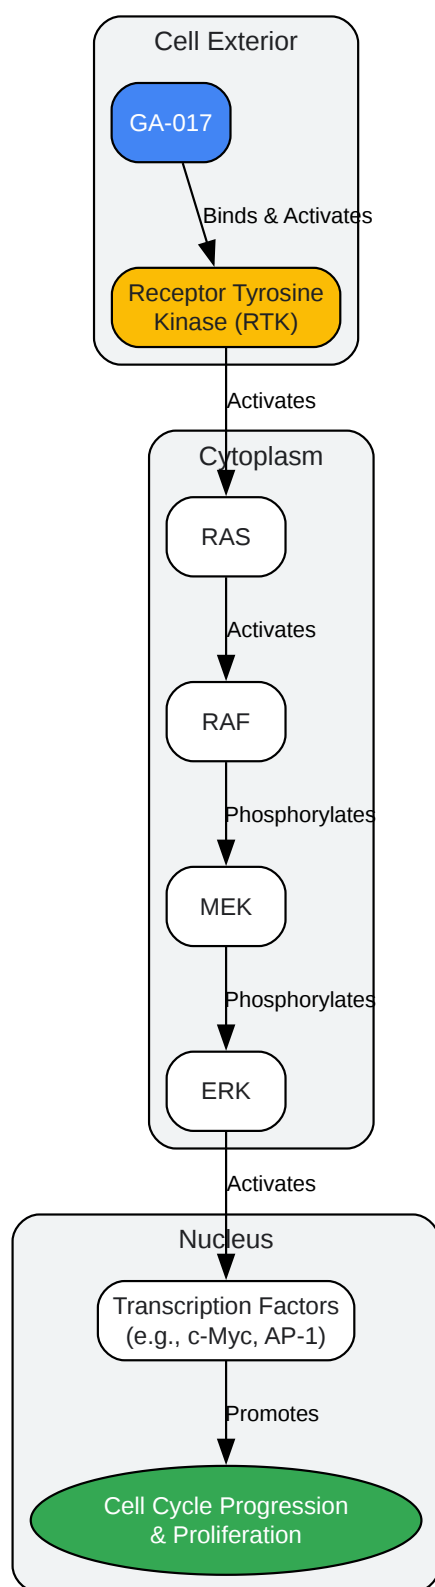 Cell Exterior
GA-017
Binds & Activates
Receptor Tyrosine
Kinase (RTK)
Activates
Cytoplasm
RAS
Activates
RAF
Phosphorylates
MEK
Phosphorylates
ERK
Activates
Nucleus
Transcription Factors
(e.g., c-Myc, AP-1)
Promotes
Cell Cycle Progression
& Proliferation